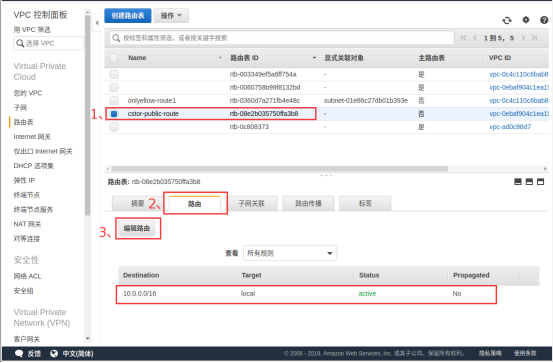 VPC 控制面板
用 VPC 筛选
选择 VPC
Virtual Private
Cloud
您的 VPC
子网
路由表
Internet 网关
仅出口 Internet 网关
DHCP 选项集
弹性 IP
终端节点
终端节点服务
NAT 网关
对等连接
安全性
网络 ACL
安全组
Virtual Private
Network (VPN)
客户网关
创建路由表 操作
按标签和属性筛选，或者按关键字搜索
1 到 5，5
Name 路由表 ID 显式关联对象 主路由表 VPC ID
rtb-003349ef5a8ff754a - 是 vpc-0c4c110c6bab8
rtb-0060758b99f8132bd - 是 vpc-0ebaf904ca1ea15
onlyellow-route1 rtb-0360d7a271fb4e48c subnet-01e86c27db01b393e 否 vpc-0c4c110c6bab8
1、 cstor-public-route rtb-08e2b035750ffa3b8 - 否 vpc-0ebaf904ca1ea15
rtb-0c808373 - 是 vpc-ad0c88d7
路由表: rtb-08e2b035750ffa3b8
摘要 2、 路由 子网关联 路由传播 标签
3、 编辑路由
查看 所有规则
Destination Target Status Propagated
10.0.0.0/16 local active No
反馈 中文(简体) © 2008 - 2019, Amazon Web Services, Inc. 或其子公司。保留所有权利。 隐私策略 使用条款